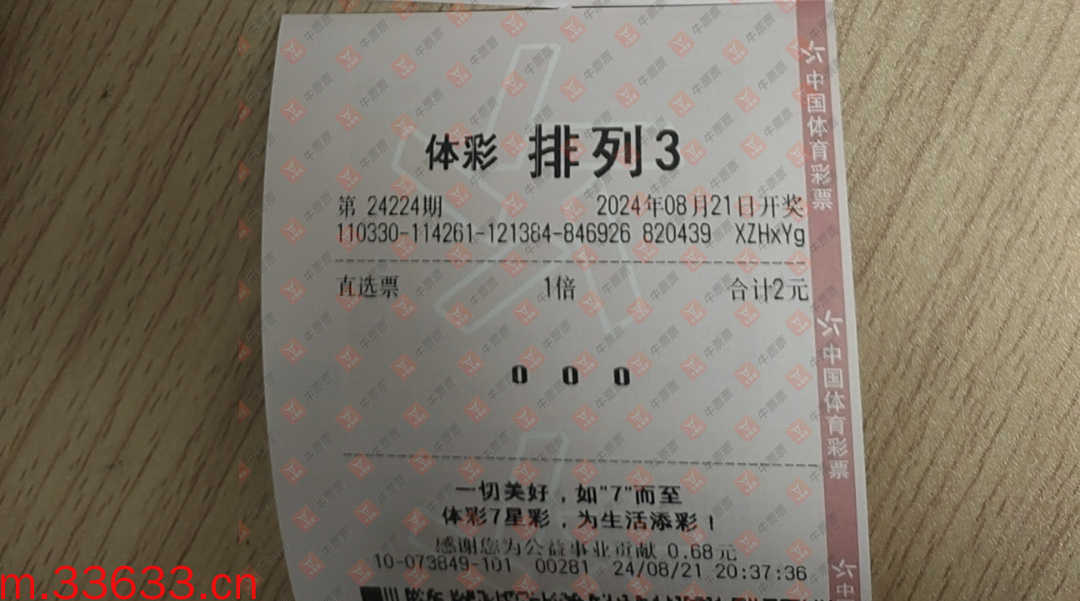 体彩 排列3
第 24224期 2024年08月21日开奖
110330-114261-121384-846926 820439 XZHxYg
直选票 1倍 合计2元
0 0 0
一切美好，如"7"而至
体彩7星彩，为生活添彩！
感谢您为公益事业贡献 0.68元
10-073849-101 00281 24/08/21 20:37:36
中国体育彩票
中国体育彩票
中
m.33633.cn